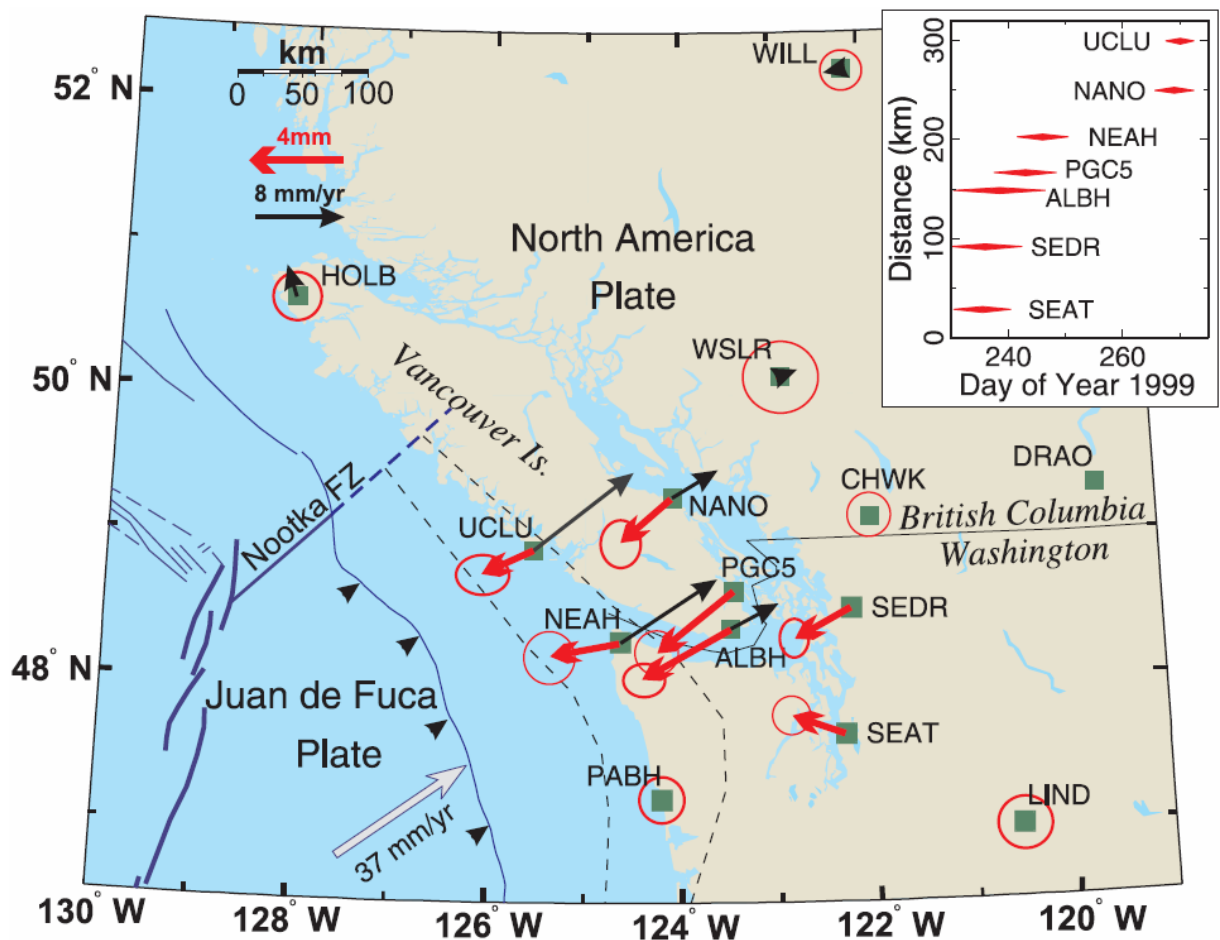 km
0 50 100
4mm
8 mm/yr
52° N
50° N
48° N
WILL
HOLB
North America
Plate
WSLR
Vancouver Is.
DRAO
CHWK
British Columbia
Washington
Nootka FZ
UCLU
NANO
PGC5
NEAH
ALBH
SEDR
SEAT
Juan de Fuca
Plate
37 mm/yr
PABH
LIND
130° W 128° W 126° W 124° W 122° W 120° W
300
200
100
0
Distance (km)
UCLU
NANO
NEAH
PGC5
ALBH
SEDR
SEAT
240 260
Day of Year 1999